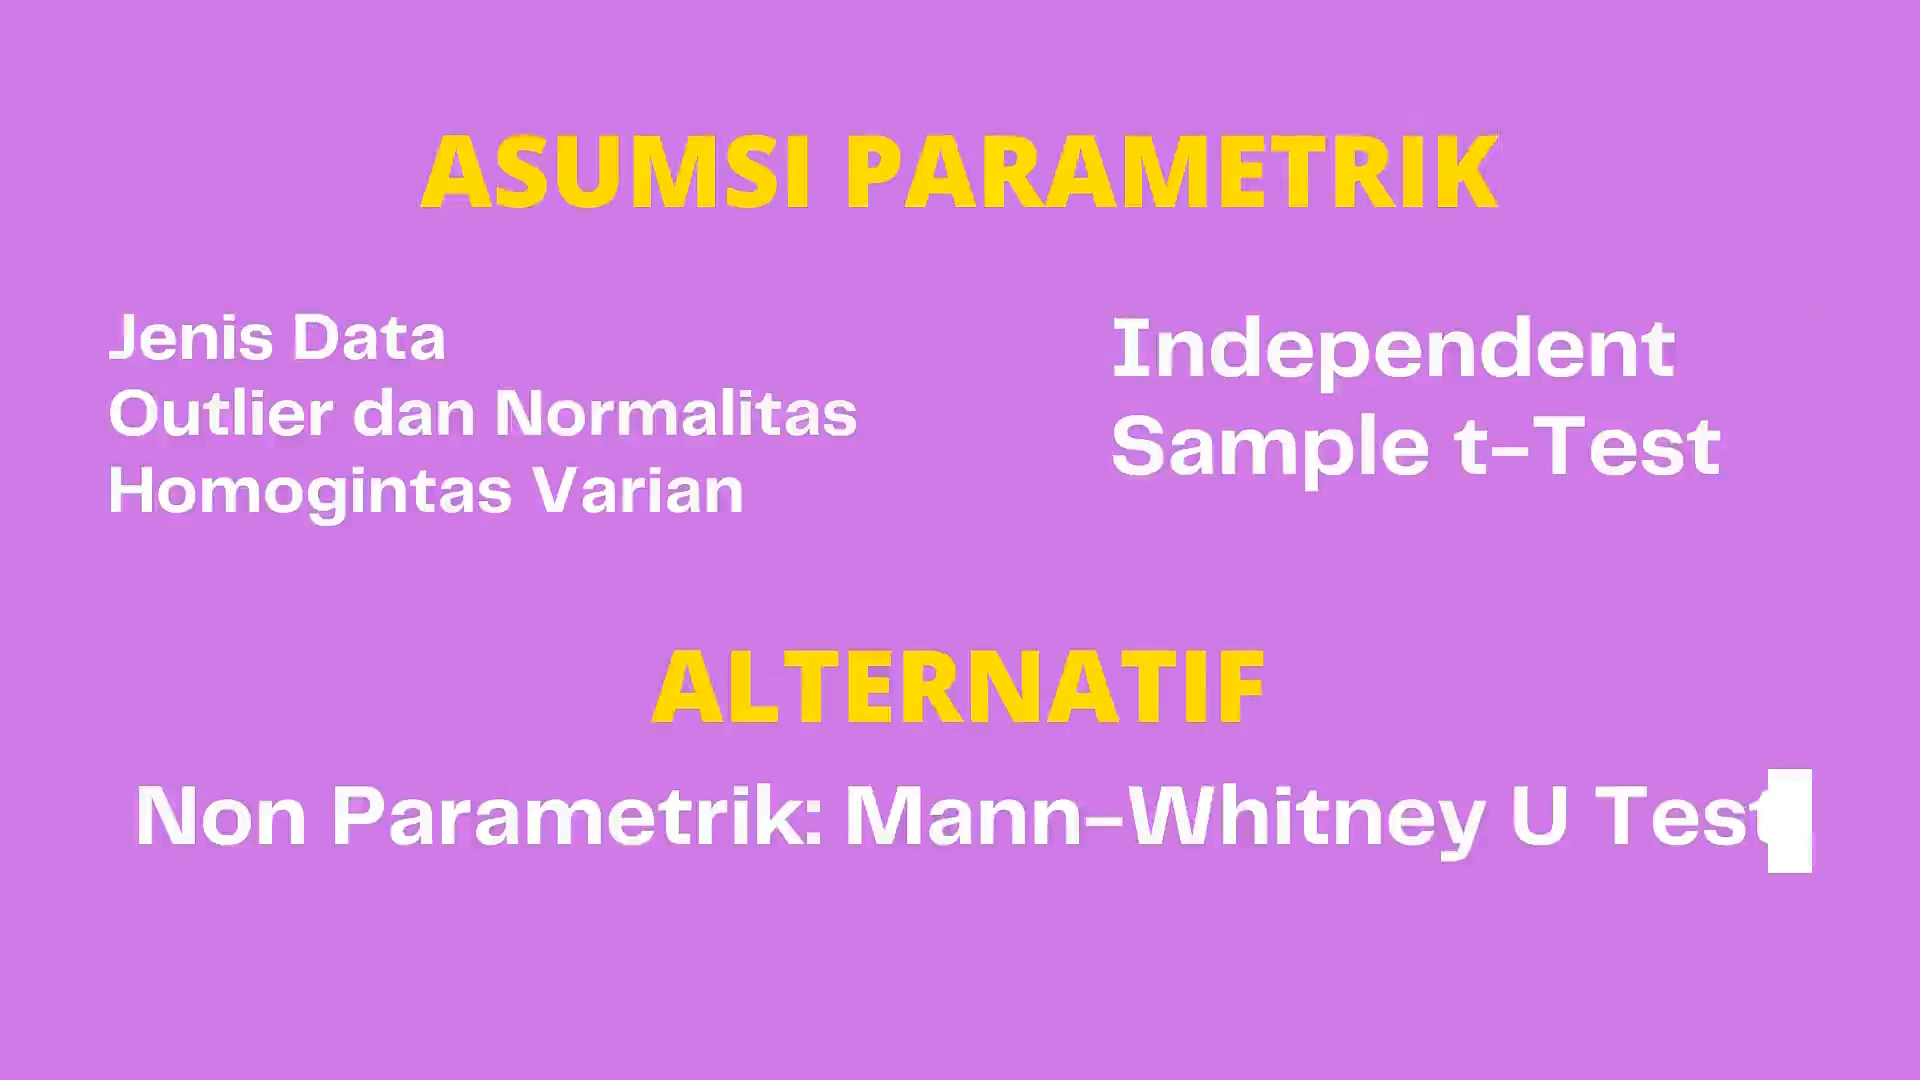 ASUMSI PARAMETRIK
Jenis Data
Outlier dan Normalitas
Homogintas Varian
Independent
Sample t-Test
ALTERNATIF
Non Parametrik: Mann-Whitney U Test